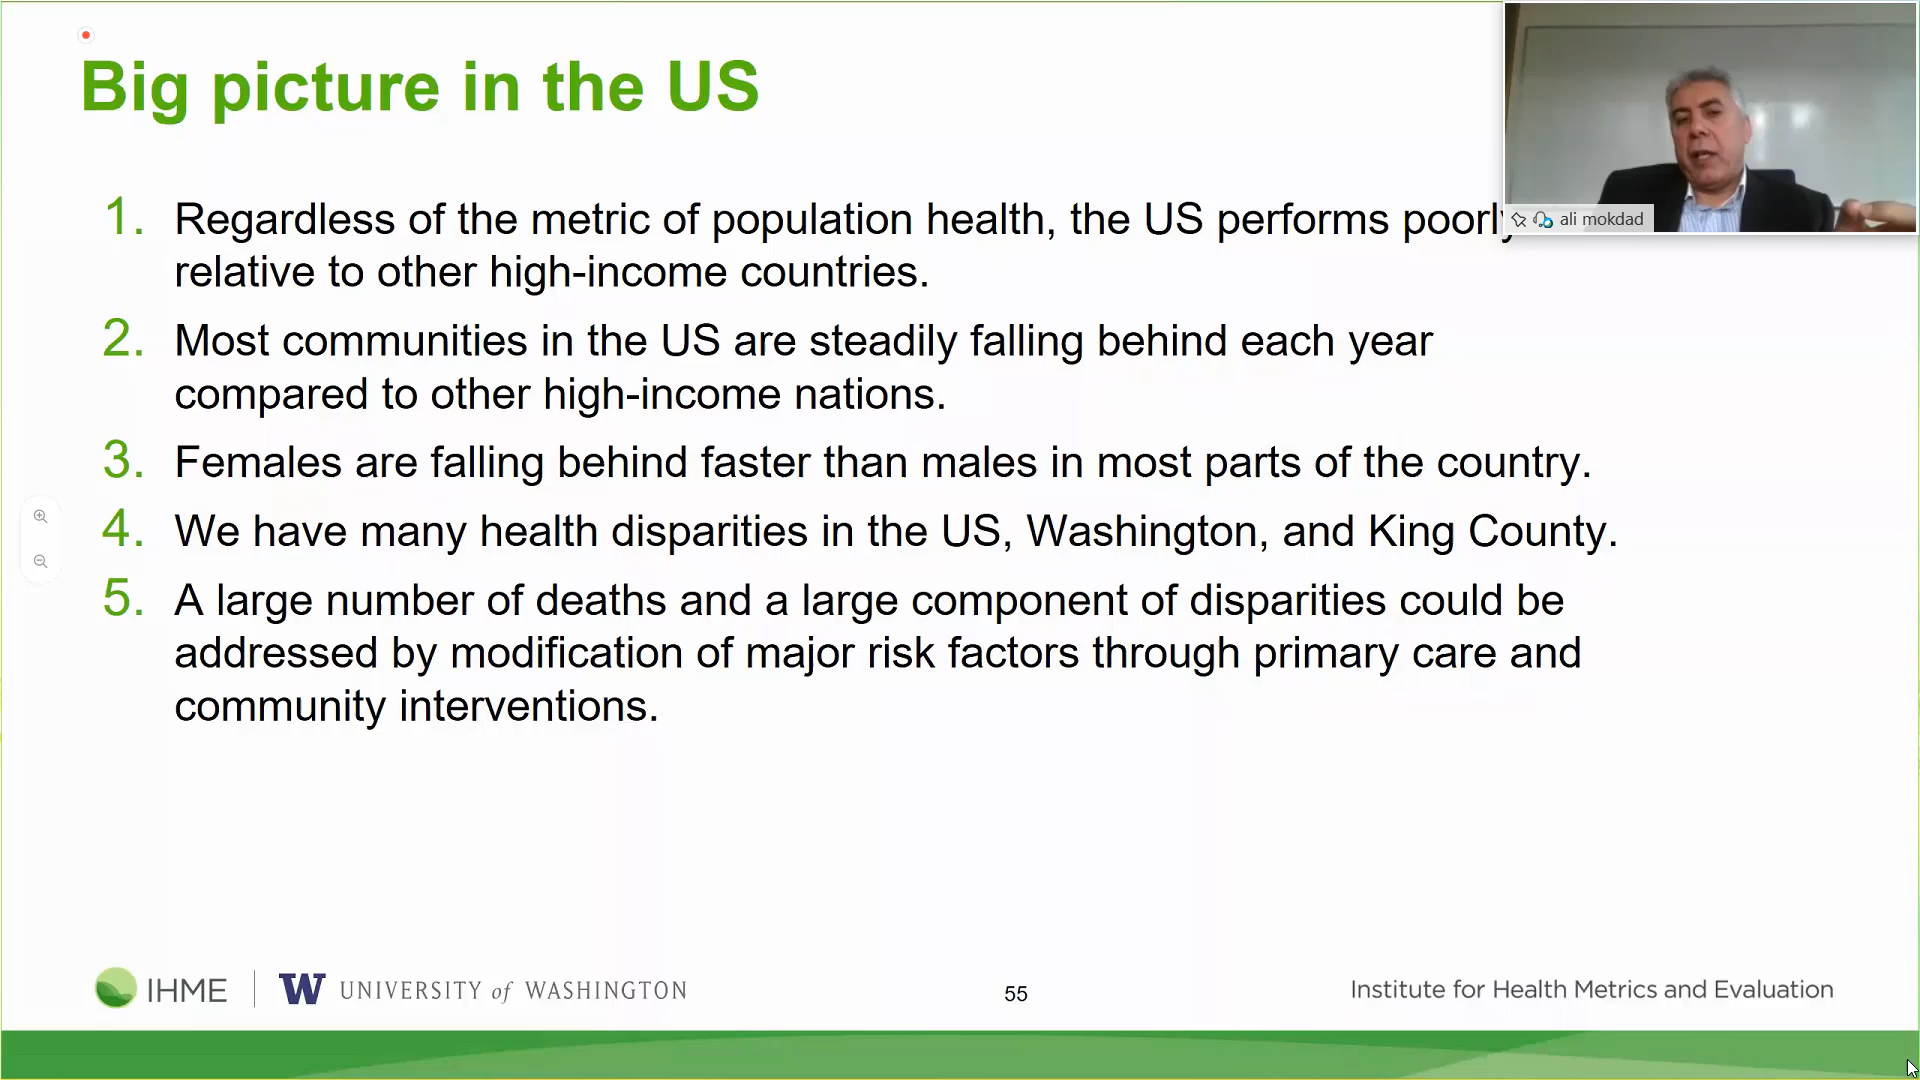 Big picture in the US
1. Regardless of the metric of population health, the US performs poorly
relative to other high-income countries.
2. Most communities in the US are steadily falling behind each year
compared to other high-income nations.
3. Females are falling behind faster than males in most parts of the country.
4. We have many health disparities in the US, Washington, and King County.
5. A large number of deaths and a large component of disparities could be
addressed by modification of major risk factors through primary care and
community interventions.
ali mokdad
IHME
W UNIVERSITY of WASHINGTON
55
Institute for Health Metrics and Evaluation